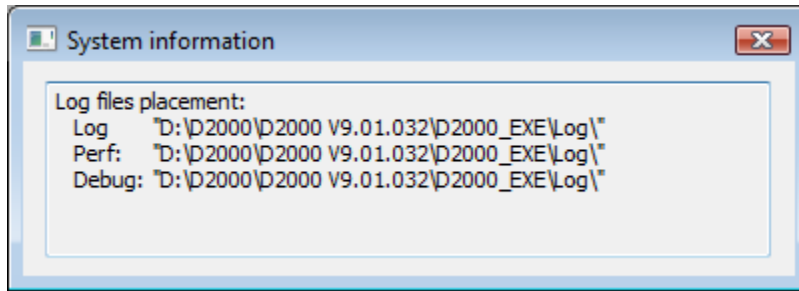 System information
Log files placement:
Log "D:\D2000\D2000 V9.01.032\D2000_EXE\Log\"
Perf: "D:\D2000\D2000 V9.01.032\D2000_EXE\Log\"
Debug: "D:\D2000\D2000 V9.01.032\D2000_EXE\Log\"